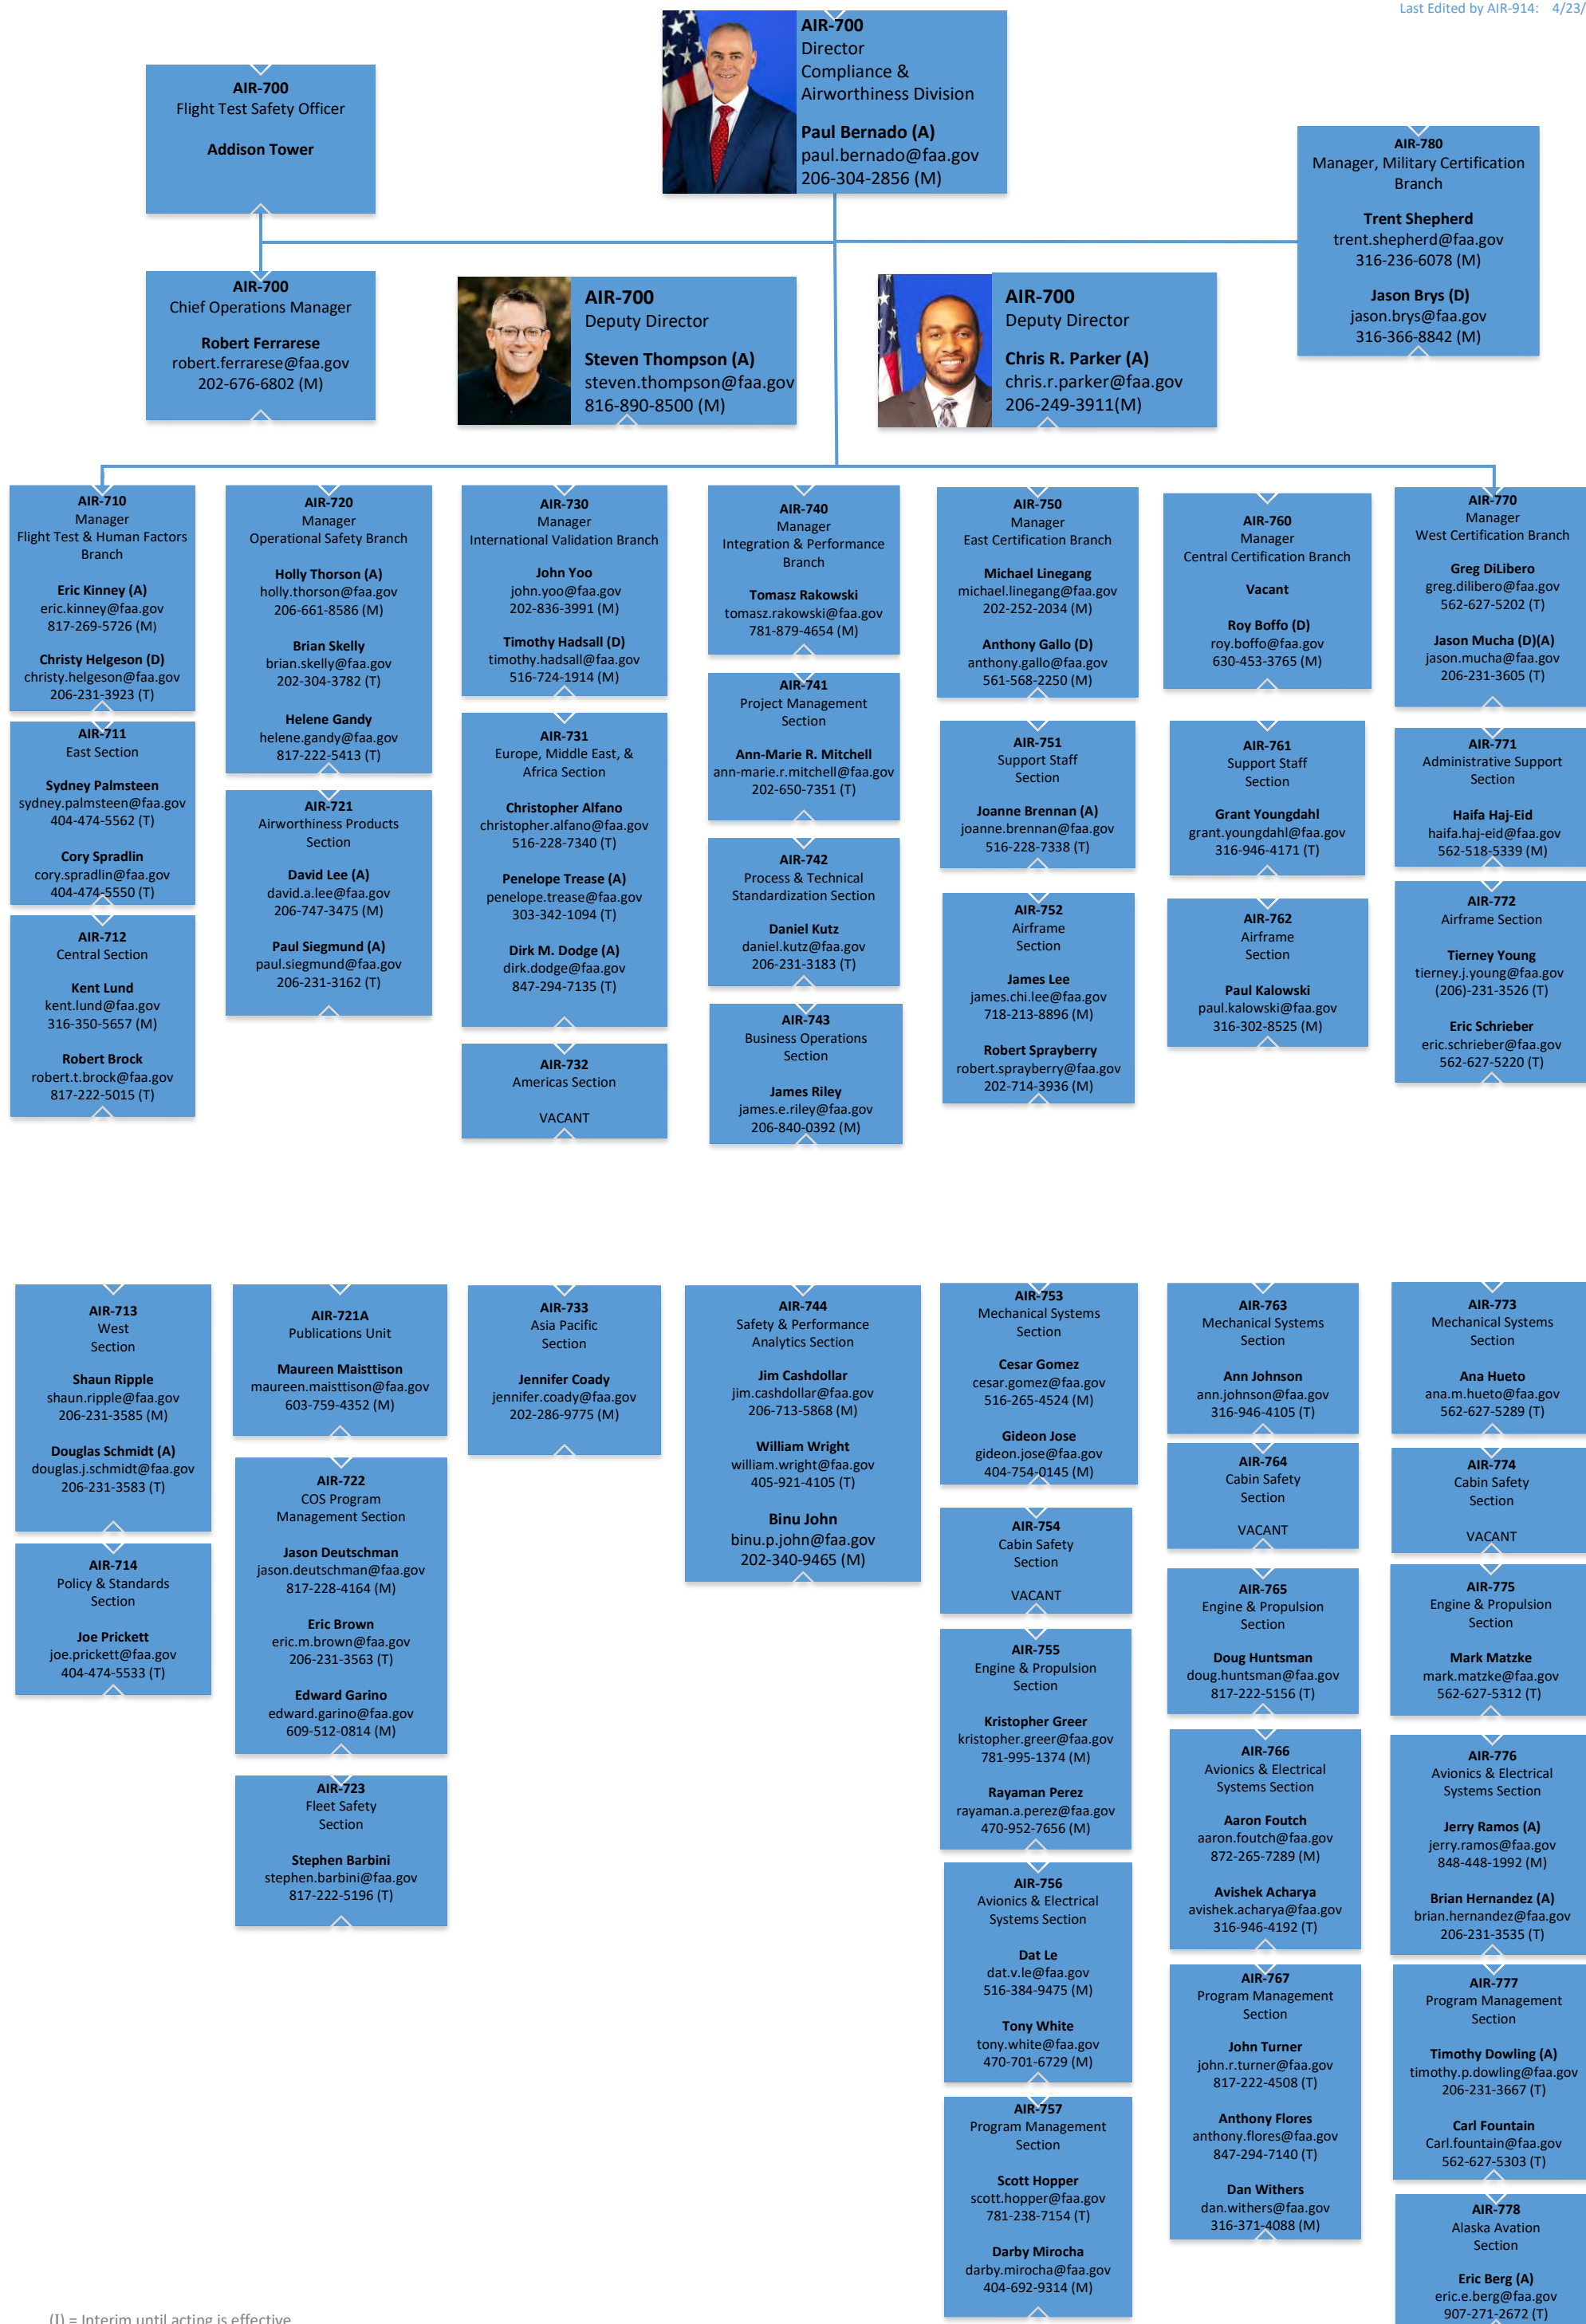 Last Edited by AIR-914: 4/23/
AIR-700
Director
Compliance &
Airworthiness Division
Paul Bernado (A)
paul.bernado@faa.gov
206-304-2856 (M)
AIR-700
Flight Test Safety Officer
Addison Tower
AIR-780
Manager, Military Certification
Branch
Trent Shepherd
trent.shepherd@faa.gov
316-236-6078 (M)
Jason Brys (D)
jason.brys@faa.gov
316-366-8842 (M)
AIR-700
Chief Operations Manager
Robert Ferrarese
robert.ferrarese@faa.gov
202-676-6802 (M)
AIR-700
Deputy Director
Steven Thompson (A)
steven.thompson@faa.gov
816-890-8500 (M)
AIR-700
Deputy Director
Chris R. Parker (A)
chris.r.parker@faa.gov
206-249-3911(M)
AIR-710
Manager
Flight Test & Human Factors
Branch
Eric Kinney (A)
eric.kinney@faa.gov
817-269-5726 (M)
Christy Helgeson (D)
christy.helgeson@faa.gov
206-231-3923 (T)
AIR-711
East Section
Sydney Palmsteen
sydney.palmsteen@faa.gov
404-474-5562 (T)
Cory Spradlin
cory.spradlin@faa.gov
404-474-5550 (T)
AIR-712
Central Section
Kent Lund
kent.lund@faa.gov
316-350-5657 (M)
Robert Brock
robert.t.brock@faa.gov
817-222-5015 (T)
AIR-720
Manager
Operational Safety Branch
Holly Thorson (A)
holly.thorson@faa.gov
206-661-8586 (M)
Brian Skelly
brian.skelly@faa.gov
202-304-3782 (T)
Helene Gandy
helene.gandy@faa.gov
817-222-5413 (T)
AIR-721
Airworthiness Products
Section
David Lee (A)
david.a.lee@faa.gov
206-747-3475 (M)
Paul Siegmund (A)
paul.siegmund@faa.gov
206-231-3162 (T)
AIR-730
Manager
International Validation Branch
John Yoo
john.yoo@faa.gov
202-836-3991 (M)
Timothy Hadsall (D)
timothy.hadsall@faa.gov
516-724-1914 (M)
AIR-731
Europe, Middle East, &
Africa Section
Christopher Alfano
christopher.alfano@faa.gov
516-228-7340 (T)
Penelope Trease (A)
penelope.trease@faa.gov
303-342-1094 (T)
Dirk M. Dodge (A)
dirk.dodge@faa.gov
847-294-7135 (T)
AIR-732
Americas Section
VACANT
AIR-740
Manager
Integration & Performance
Branch
Tomasz Rakowski
tomasz.rakowski@faa.gov
781-879-4654 (M)
AIR-741
Project Management
Section
Ann-Marie R. Mitchell
ann-marie.r.mitchell@faa.gov
202-650-7351 (T)
AIR-742
Process & Technical
Standardization Section
Daniel Kutz
daniel.kutz@faa.gov
206-231-3183 (T)
AIR-743
Business Operations
Section
James Riley
james.e.riley@faa.gov
206-840-0392 (M)
AIR-750
Manager
East Certification Branch
Michael Linegang
michael.linegang@faa.gov
202-252-2034 (M)
Anthony Gallo (D)
anthony.gallo@faa.gov
561-568-2250 (M)
AIR-751
Support Staff
Section
Joanne Brennan (A)
joanne.brennan@faa.gov
516-228-7338 (T)
AIR-752
Airframe
Section
James Lee
james.chi.lee@faa.gov
718-213-8896 (M)
Robert Sprayberry
robert.sprayberry@faa.gov
202-714-3936 (M)
AIR-760
Manager
Central Certification Branch
Vacant
Roy Boffo (D)
roy.boffo@faa.gov
630-453-3765 (M)
AIR-761
Support Staff
Section
Grant Youngdahl
grant.youngdahl@faa.gov
316-946-4171 (T)
AIR-762
Airframe
Section
Paul Kalowski
paul.kalowski@faa.gov
316-302-8525 (M)
AIR-770
Manager
West Certification Branch
Greg DiLibero
greg.dilibero@faa.gov
562-627-5202 (T)
Jason Mucha (D)(A)
jason.mucha@faa.gov
206-231-3605 (T)
AIR-771
Administrative Support
Section
Haifa Haj-Eid
haifa.haj-eid@faa.gov
562-518-5339 (M)
AIR-772
Airframe Section
Tierney Young
tierney.j.young@faa.gov
(206)-231-3526 (T)
Eric Schrieber
eric.schrieber@faa.gov
562-627-5220 (T)
AIR-713
West
Section
Shaun Ripple
shaun.ripple@faa.gov
206-231-3585 (M)
Douglas Schmidt (A)
douglas.j.schmidt@faa.gov
206-231-3583 (T)
AIR-714
Policy & Standards
Section
Joe Prickett
joe.prickett@faa.gov
404-474-5533 (T)
AIR-721A
Publications Unit
Maureen Maisttison
maureen.maisttison@faa.gov
603-759-4352 (M)
AIR-722
COS Program
Management Section
Jason Deutschman
jason.deutschman@faa.gov
817-228-4164 (M)
Eric Brown
eric.m.brown@faa.gov
206-231-3563 (T)
Edward Garino
edward.garino@faa.gov
609-512-0814 (M)
AIR-723
Fleet Safety
Section
Stephen Barbini
stephen.barbini@faa.gov
817-222-5196 (T)
AIR-733
Asia Pacific
Section
Jennifer Coady
jennifer.coady@faa.gov
202-286-9775 (M)
AIR-744
Safety & Performance
Analytics Section
Jim Cashdollar
jim.cashdollar@faa.gov
206-713-5868 (M)
William Wright
william.wright@faa.gov
405-921-4105 (T)
Binu John
binu.p.john@faa.gov
202-340-9465 (M)
AIR-753
Mechanical Systems
Section
Cesar Gomez
cesar.gomez@faa.gov
516-265-4524 (M)
Gideon Jose
gideon.jose@faa.gov
404-754-0145 (M)
AIR-754
Cabin Safety
Section
VACANT
AIR-755
Engine & Propulsion
Section
Kristopher Greer
kristopher.greer@faa.gov
781-995-1374 (M)
Rayaman Perez
rayaman.a.perez@faa.gov
470-952-7656 (M)
AIR-756
Avionics & Electrical
Systems Section
Dat Le
dat.v.le@faa.gov
516-384-9475 (M)
Tony White
tony.white@faa.gov
470-701-6729 (M)
AIR-757
Program Management
Section
Scott Hopper
scott.hopper@faa.gov
781-238-7154 (T)
Darby Mirocha
darby.mirocha@faa.gov
404-692-9314 (M)
AIR-763
Mechanical Systems
Section
Ann Johnson
ann.johnson@faa.gov
316-946-4105 (T)
AIR-764
Cabin Safety
Section
VACANT
AIR-765
Engine & Propulsion
Section
Doug Huntsman
doug.huntsman@faa.gov
817-222-5156 (T)
AIR-766
Avionics & Electrical
Systems Section
Aaron Foutch
aaron.foutch@faa.gov
872-265-7289 (M)
Avishek Acharya
avishek.acharya@faa.gov
316-946-4192 (T)
AIR-767
Program Management
Section
John Turner
john.r.turner@faa.gov
817-222-4508 (T)
Anthony Flores
anthony.flores@faa.gov
847-294-7140 (T)
Dan Withers
dan.withers@faa.gov
316-371-4088 (M)
AIR-773
Mechanical Systems
Section
Ana Hueto
ana.m.hueto@faa.gov
562-627-5289 (T)
AIR-774
Cabin Safety
Section
VACANT
AIR-775
Engine & Propulsion
Section
Mark Matzke
mark.matzke@faa.gov
562-627-5312 (T)
AIR-776
Avionics & Electrical
Systems Section
Jerry Ramos (A)
jerry.ramos@faa.gov
848-448-1992 (M)
Brian Hernandez (A)
brian.hernandez@faa.gov
206-231-3535 (T)
AIR-777
Program Management
Section
Timothy Dowling (A)
timothy.p.dowling@faa.gov
206-231-3667 (T)
Carl Fountain
Carl.fountain@faa.gov
562-627-5303 (T)
AIR-778
Alaska Avation
Section
Eric Berg (A)
eric.e.berg@faa.gov
907-271-2672 (T)
(I) = Interim until acting is effective